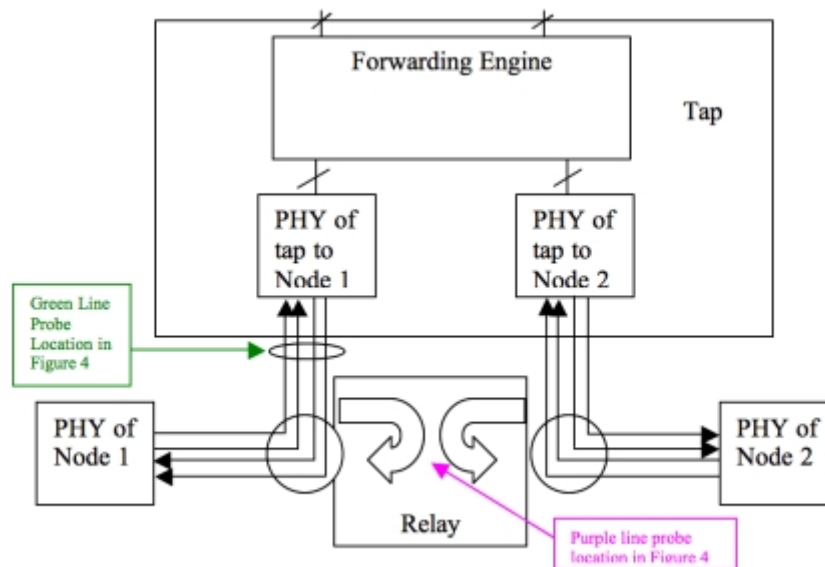 Forwarding Engine
Tap
PHY of
tap to
Node 1
PHY of
tap to
Node 2
Green Line
Probe
Location in
Figure 4
PHY of
Node 1
PHY of
Node 2
Relay
Purple line probe
location in Figure 4